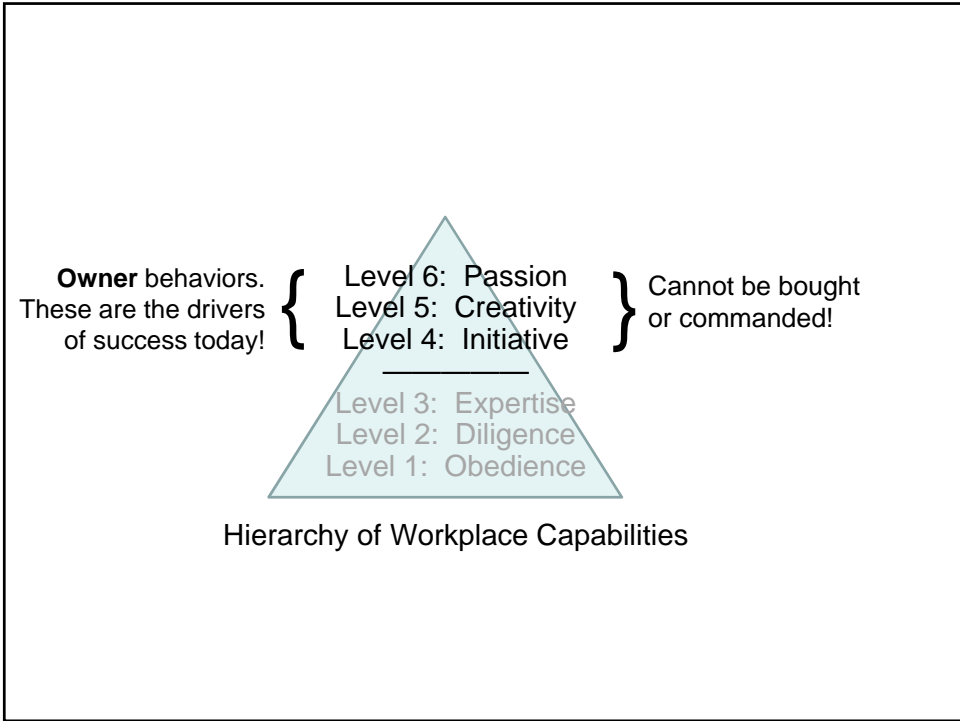 Owner behaviors.
These are the drivers
of success today!
{
Level 6:  Passion
Level 5:  Creativity
Level 4:  Initiative
}
Cannot be bought
or commanded!
Level 3:  Expertise
Level 2:  Diligence
Level 1:  Obedience
Hierarchy of Workplace Capabilities